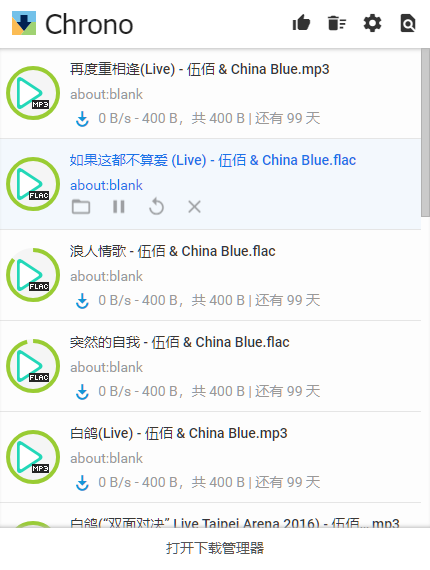 Chrono
再度重相逢(Live) - 伍佰 & China Blue.mp3
about:blank
MP3
0 B/s - 400 B，共 400 B | 还有 99 天
如果这都不算爱 (Live) - 伍佰 & China Blue.flac
about:blank
FLAC
浪人情歌 - 伍佰 & China Blue.flac
about:blank
FLAC
0 B/s - 400 B，共 400 B | 还有 99 天
突然的自我 - 伍佰 & China Blue.flac
about:blank
FLAC
0 B/s - 400 B，共 400 B | 还有 99 天
白鸽(Live) - 伍佰 & China Blue.mp3
about:blank
MP3
0 B/s - 400 B，共 400 B | 还有 99 天
白鸽(“双面对决” Live Taipei Arena 2016) - 伍佰... mp3
打开下载管理器